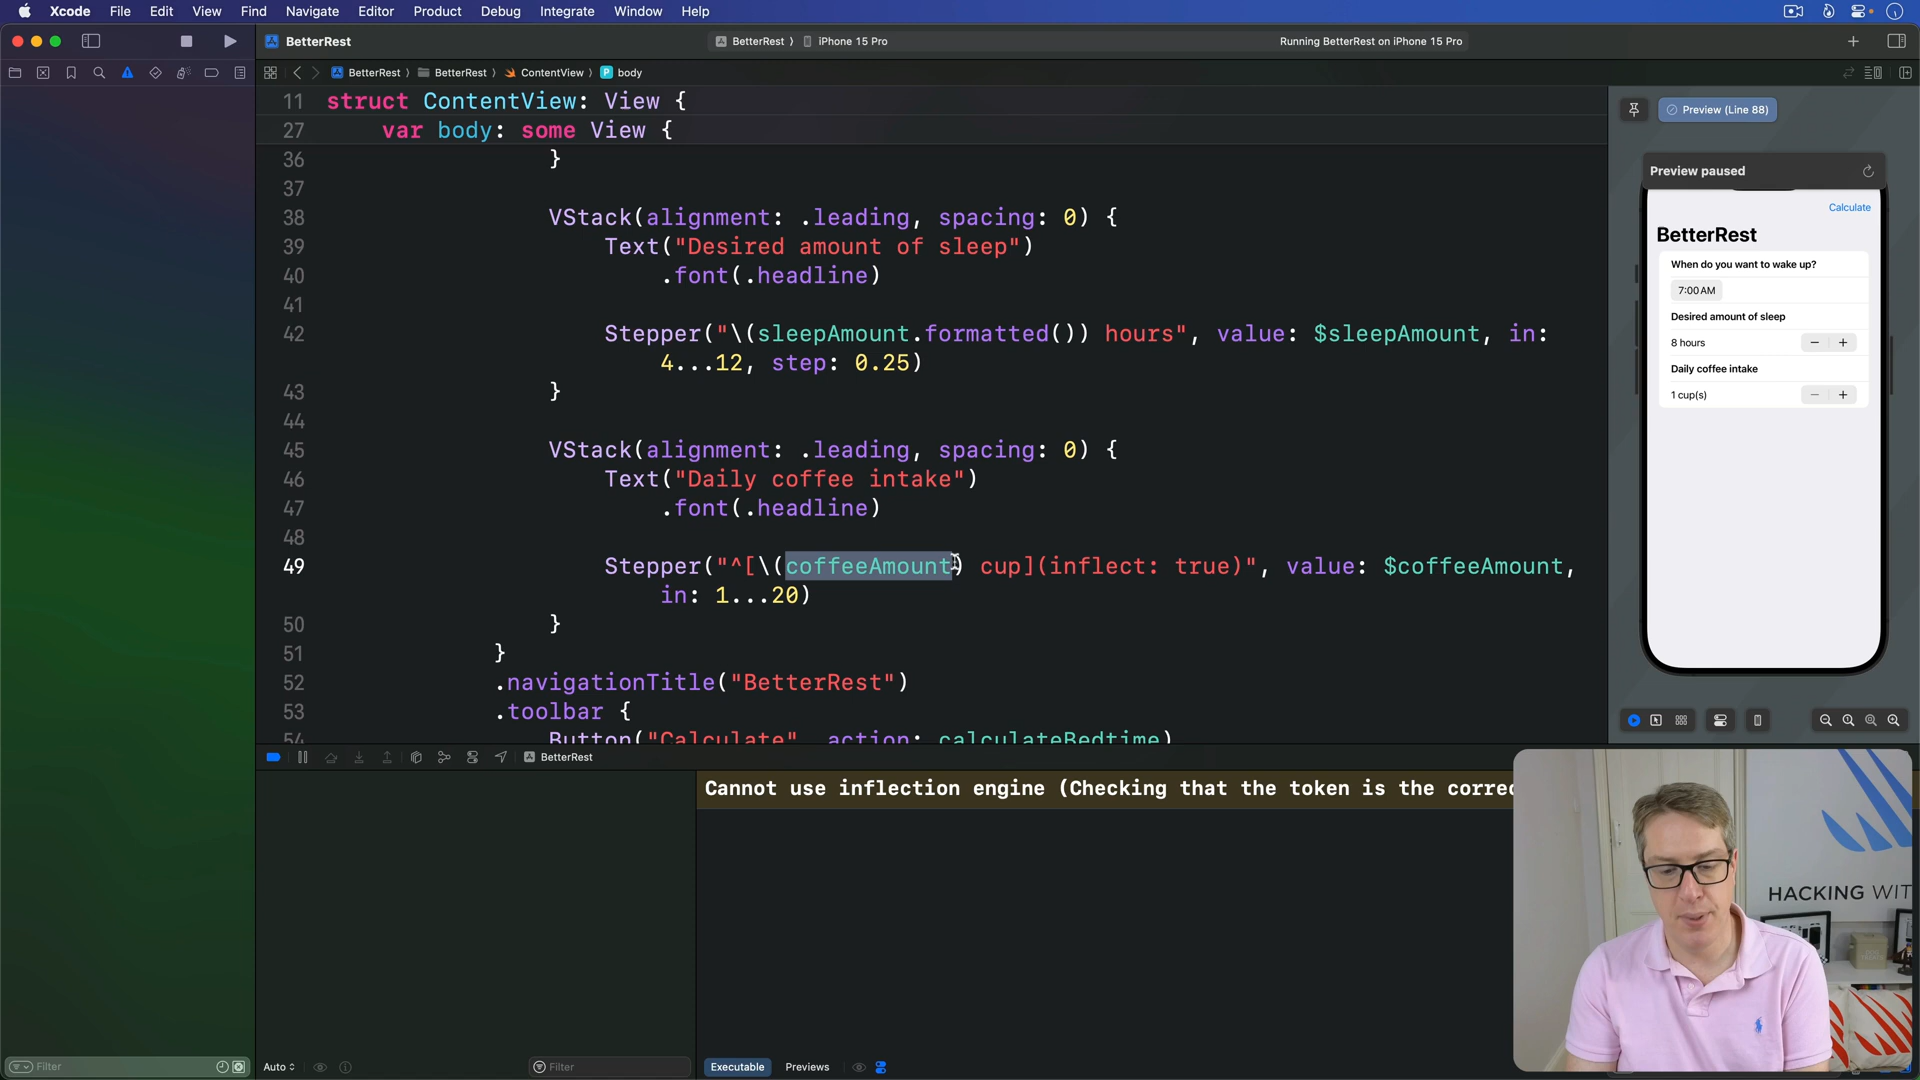 Xcode File Edit View Find Navigate Editor Product Debug Integrate Window Help
BetterRest
BetterRest ⟩ iPhone 15 Pro
Running BetterRest on iPhone 15 Pro
BetterRest ⟩ BetterRest ⟩ ContentView ⟩ P body
11 struct ContentView: View {
27 var body: some View {
36 }
37
38 VStack(alignment: .leading, spacing: 0) {
39 Text("Desired amount of sleep")
40 .font(.headline)
41
42 Stepper("\(sleepAmount.formatted()) hours", value: $sleepAmount, in:
4...12, step: 0.25)
43 }
44
45 VStack(alignment: .leading, spacing: 0) {
46 Text("Daily coffee intake")
47 .font(.headline)
48
49 Stepper("^[\(coffeeAmount) cup](inflect: true)", value: $coffeeAmount,
in: 1...20)
50 }
51 }
52 .navigationTitle("BetterRest")
53 .toolbar {
54 Button("Calculate", action: calculateBedtime)
Preview (Line 88)
Preview paused
Calculate
BetterRest
When do you want to wake up?
7:00 AM
Desired amount of sleep
8 hours
Daily coffee intake
1 cup(s)
BetterRest
Cannot use inflection engine (Checking that the token is the correc
HACKING WIT
Filter
Auto
Filter
Executable Previews